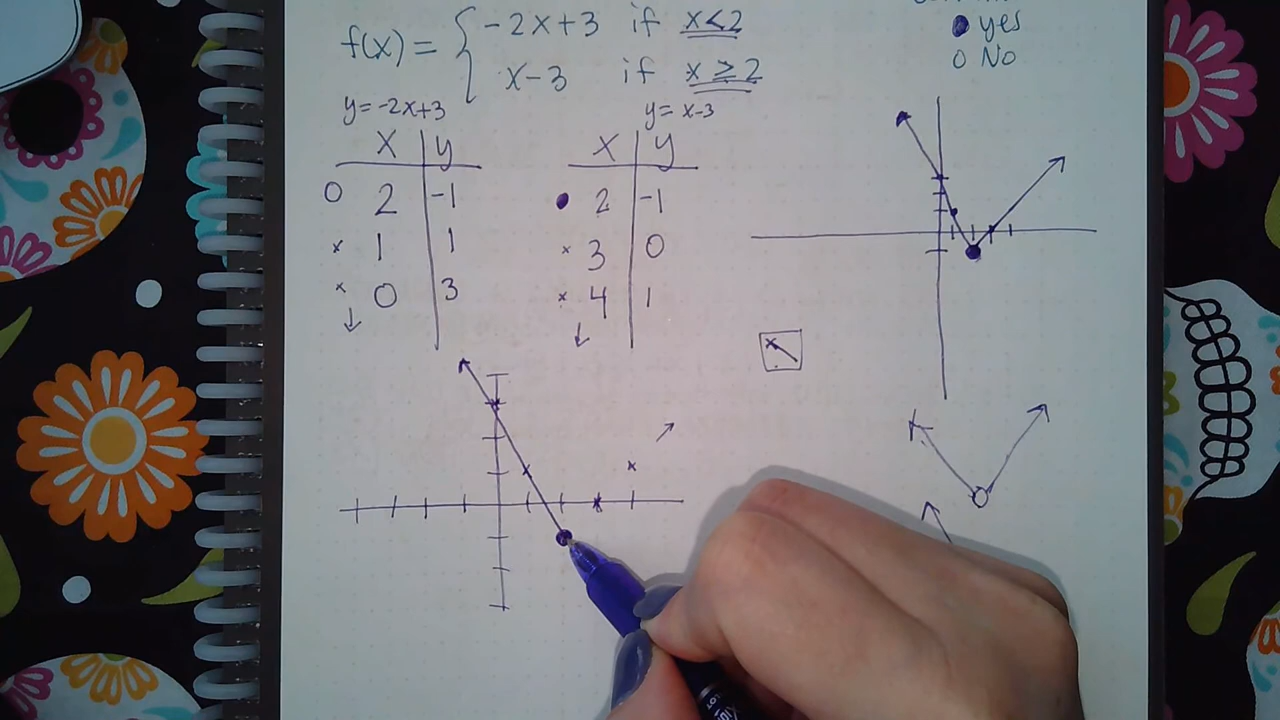 f(x) = { -2x+3 if x<2
x-3 if x ≥ 2
● yes
○ No
y=-2x+3
x | y
○ 2 | -1
× 1 | 1
× 0 | 3
↓
y= x-3
x | y
● 2 | -1
× 3 | 0
× 4 | 1
↓